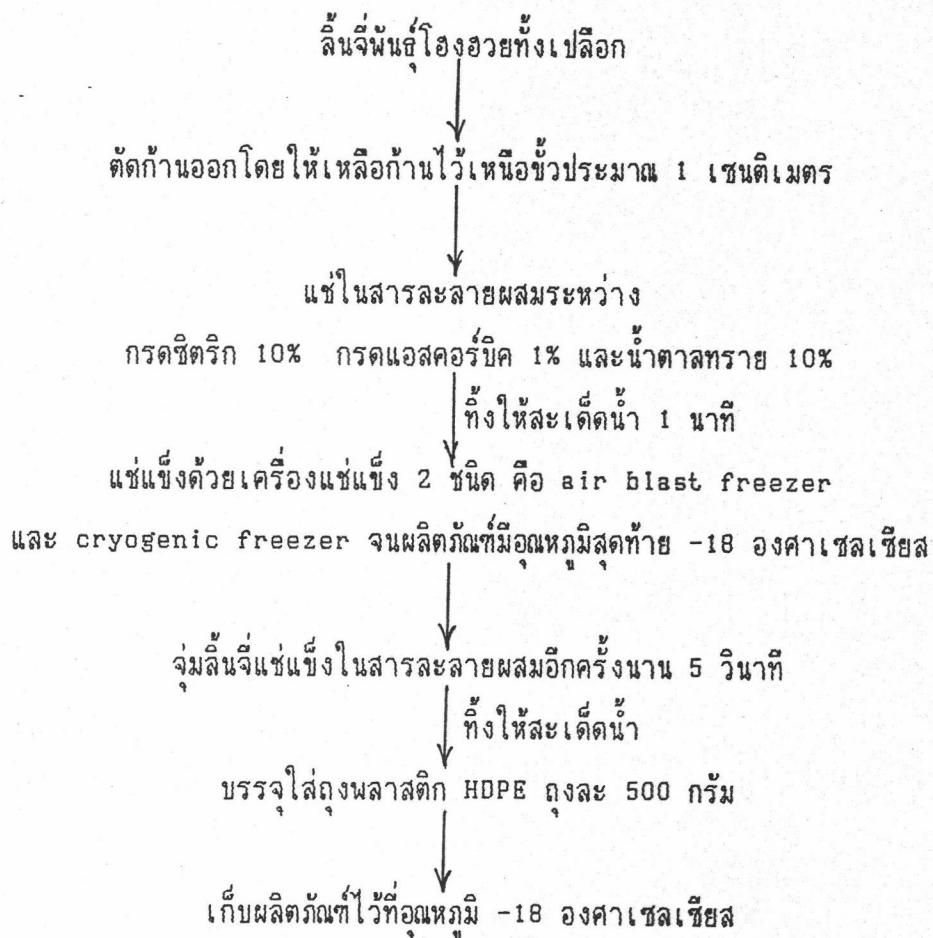 ลิ้นจี่พันธุ์โฮงฮวยทั้งเปลือก
ตัดก้านออกโดยให้เหลือก้านไว้เหนือขั้วประมาณ 1 เซนติเมตร
แช่ในสารละลายผสมระหว่าง
กรดซิตริก 10% กรดแอสคอร์บิค 1% และน้ำตาลทราย 10%
ทิ้งให้สะเด็ดน้ำ 1 นาที
แช่แข็งด้วยเครื่องแช่แข็ง 2 ชนิด คือ air blast freezer
และ cryogenic freezer จนผลิตภัณฑ์มีอุณหภูมิสุดท้าย -18 องศาเซลเซียส
จุ่มลิ้นจี่แช่แข็งในสารละลายผสมอีกครั้งนาน 5 วินาที
ทิ้งให้สะเด็ดน้ำ
บรรจุใส่ถุงพลาสติก HDPE ถุงละ 500 กรัม
เก็บผลิตภัณฑ์ไว้ที่อุณหภูมิ -18 องศาเซลเซียส